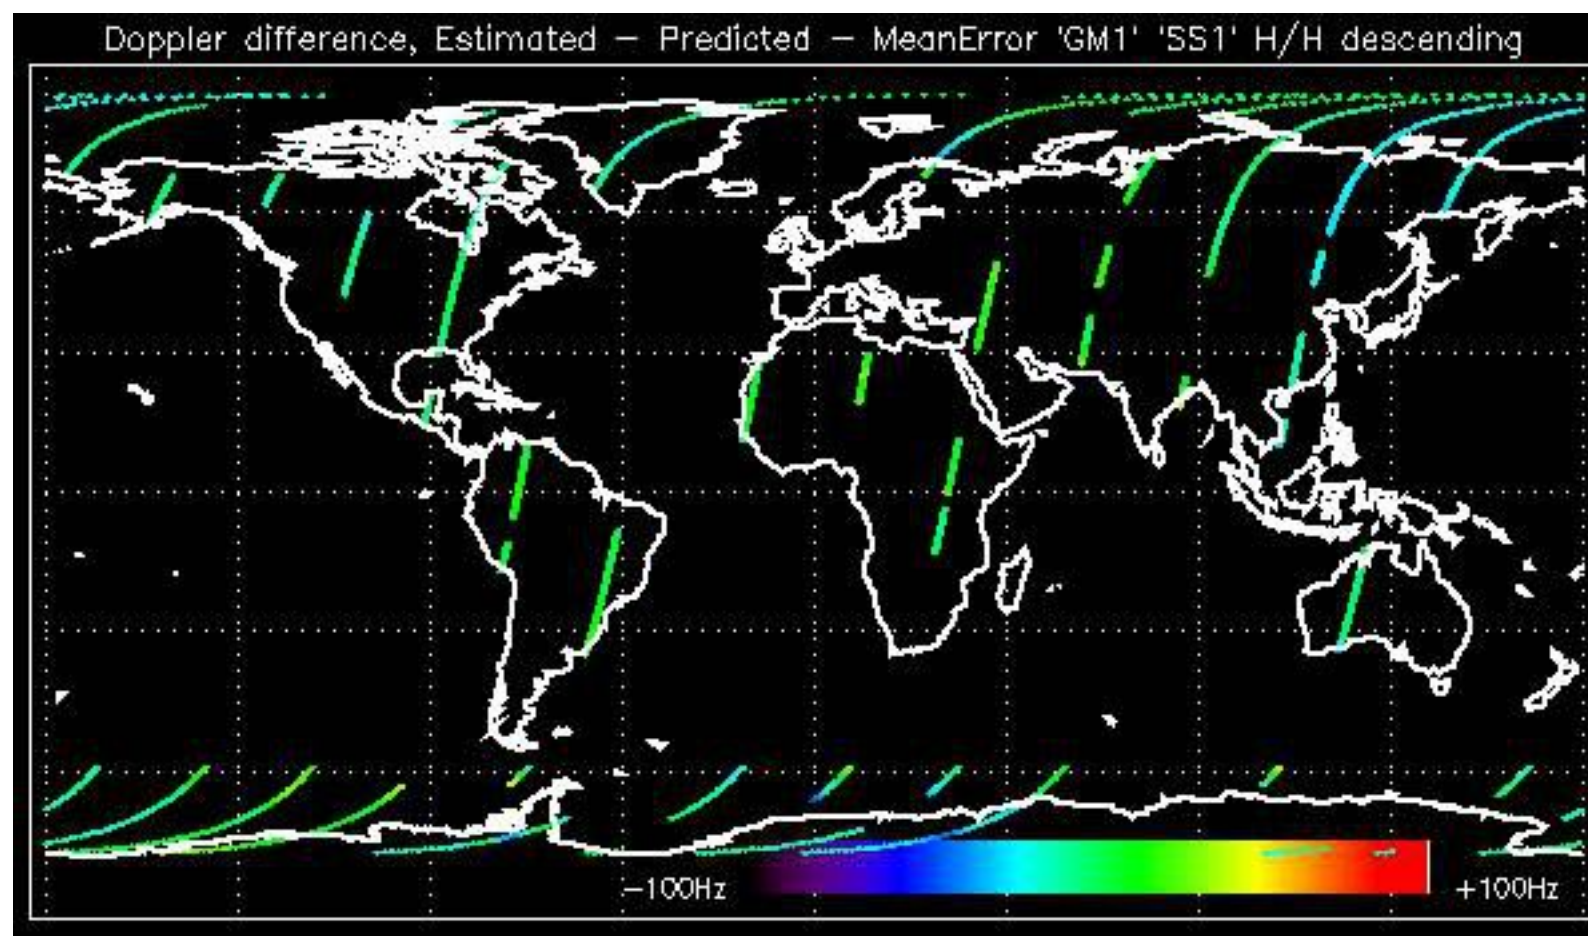 Doppler difference, Estimated – Predicted – MeanError 'GM1' 'SS1' H/H descending
−100Hz
+100Hz